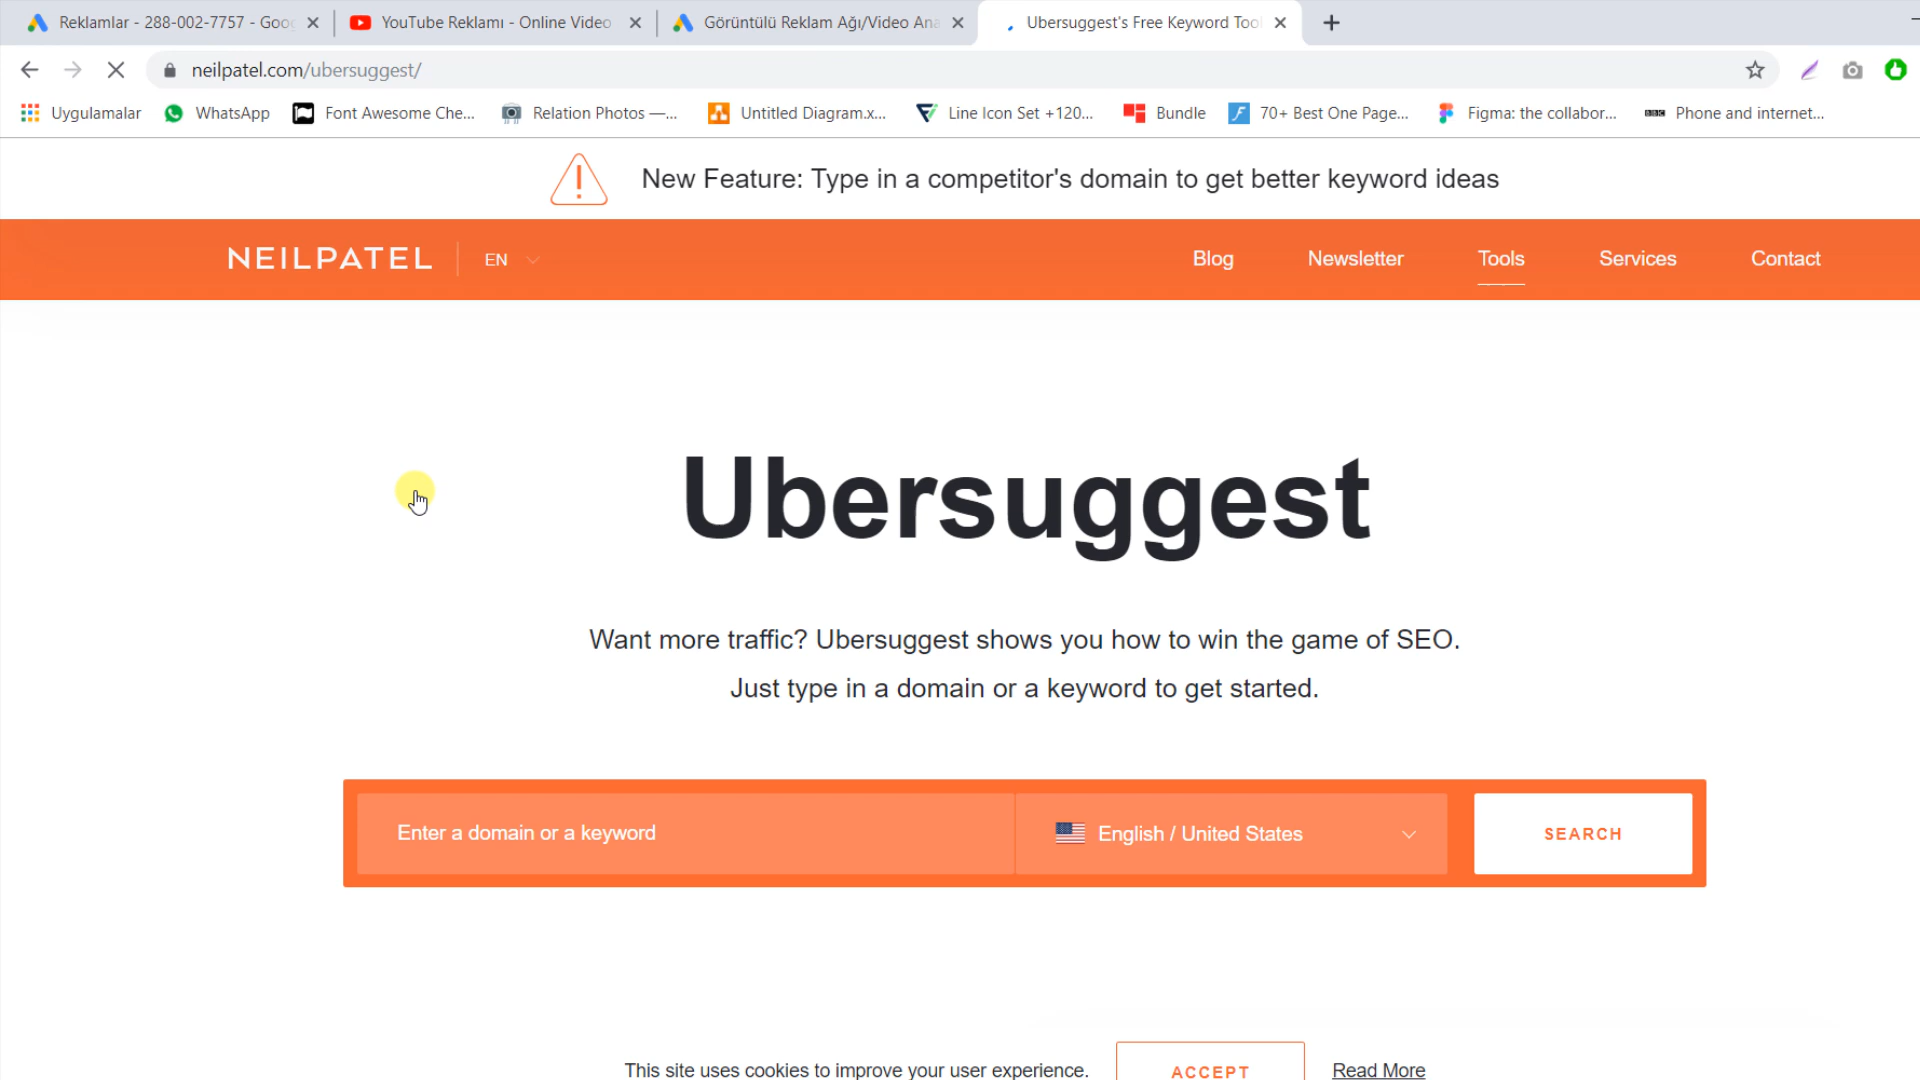 Reklamlar - 288-002-7757 - Goog
YouTube Reklamı - Online Video
Görüntülü Reklam Ağı/Video Ana
Ubersuggest's Free Keyword Tool
neilpatel.com/ubersuggest/
Uygulamalar
WhatsApp
Font Awesome Che...
Relation Photos —...
Untitled Diagram.x...
Line Icon Set +120...
Bundle
70+ Best One Page...
Figma: the collabor...
BBC
Phone and internet...
New Feature: Type in a competitor's domain to get better keyword ideas
NEILPATEL
EN
Blog
Newsletter
Tools
Services
Contact
Ubersuggest
Want more traffic? Ubersuggest shows you how to win the game of SEO.
Just type in a domain or a keyword to get started.
Enter a domain or a keyword
English / United States
SEARCH
This site uses cookies to improve your user experience.
ACCEPT
Read More